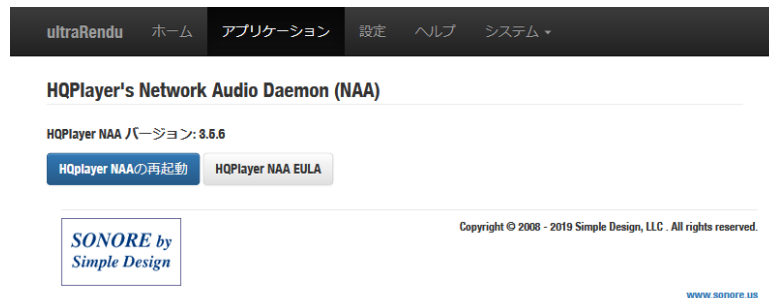 ultraRendu ホーム アプリケーション 設定 ヘルプ システム
HQPlayer's Network Audio Daemon (NAA)
HQPlayer NAA バージョン: 3.5.6
HQplayer NAAの再起動 HQPlayer NAA EULA
SONORE by
Simple Design
Copyright © 2008 - 2019 Simple Design, LLC . All rights reserved.
www.sonore.us